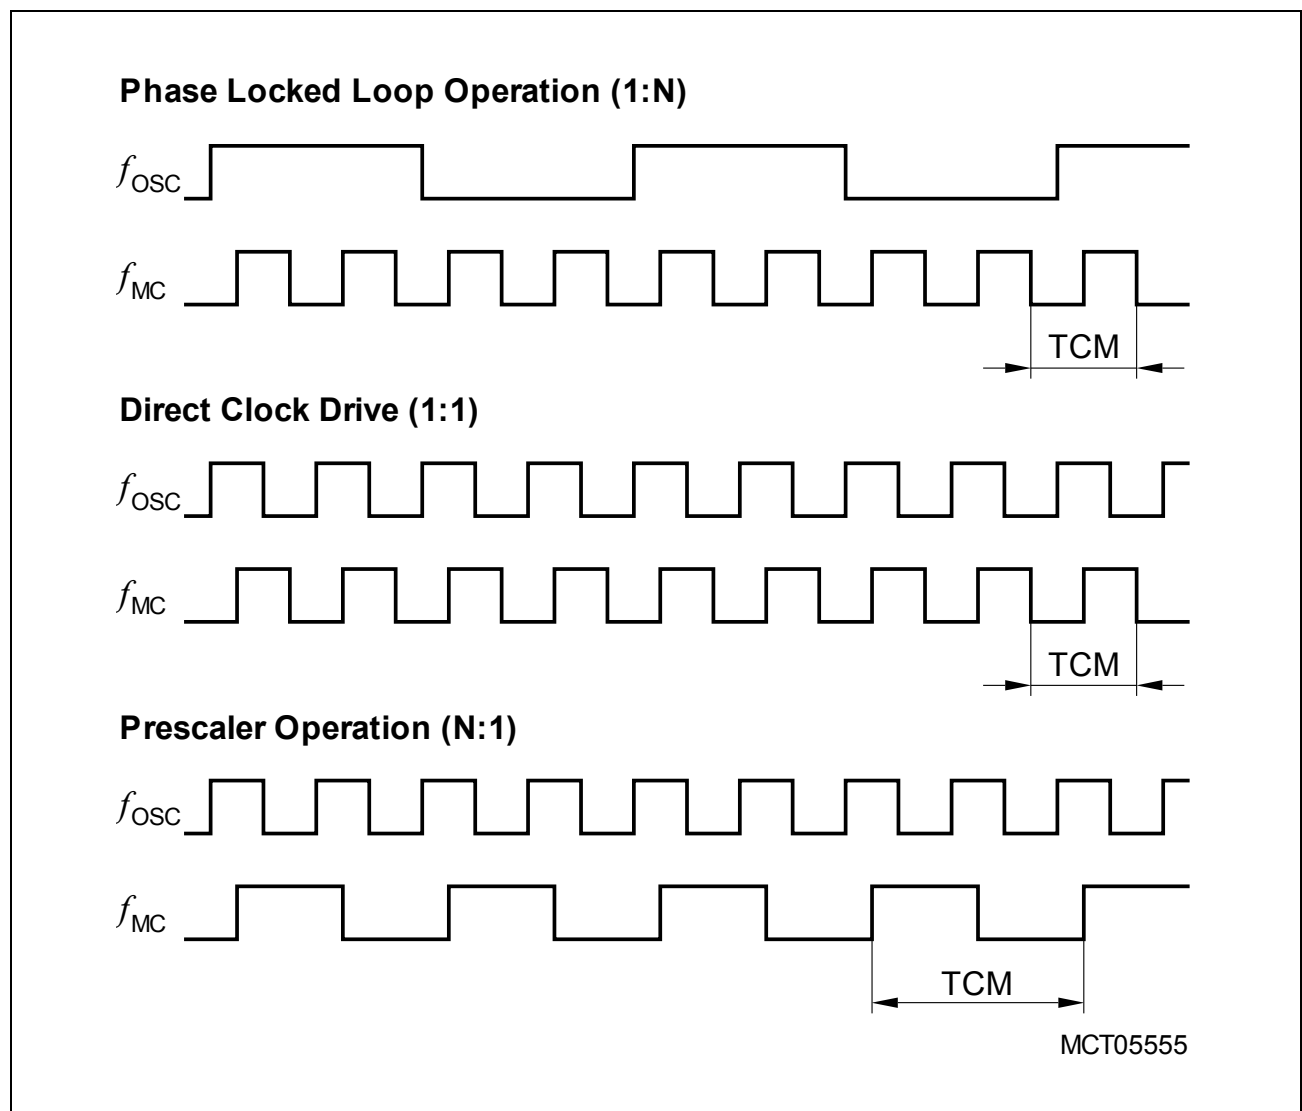 Phase Locked Loop Operation (1:N)
fOSC
fMC
TCM
Direct Clock Drive (1:1)
fOSC
fMC
TCM
Prescaler Operation (N:1)
fOSC
fMC
TCM
MCT05555